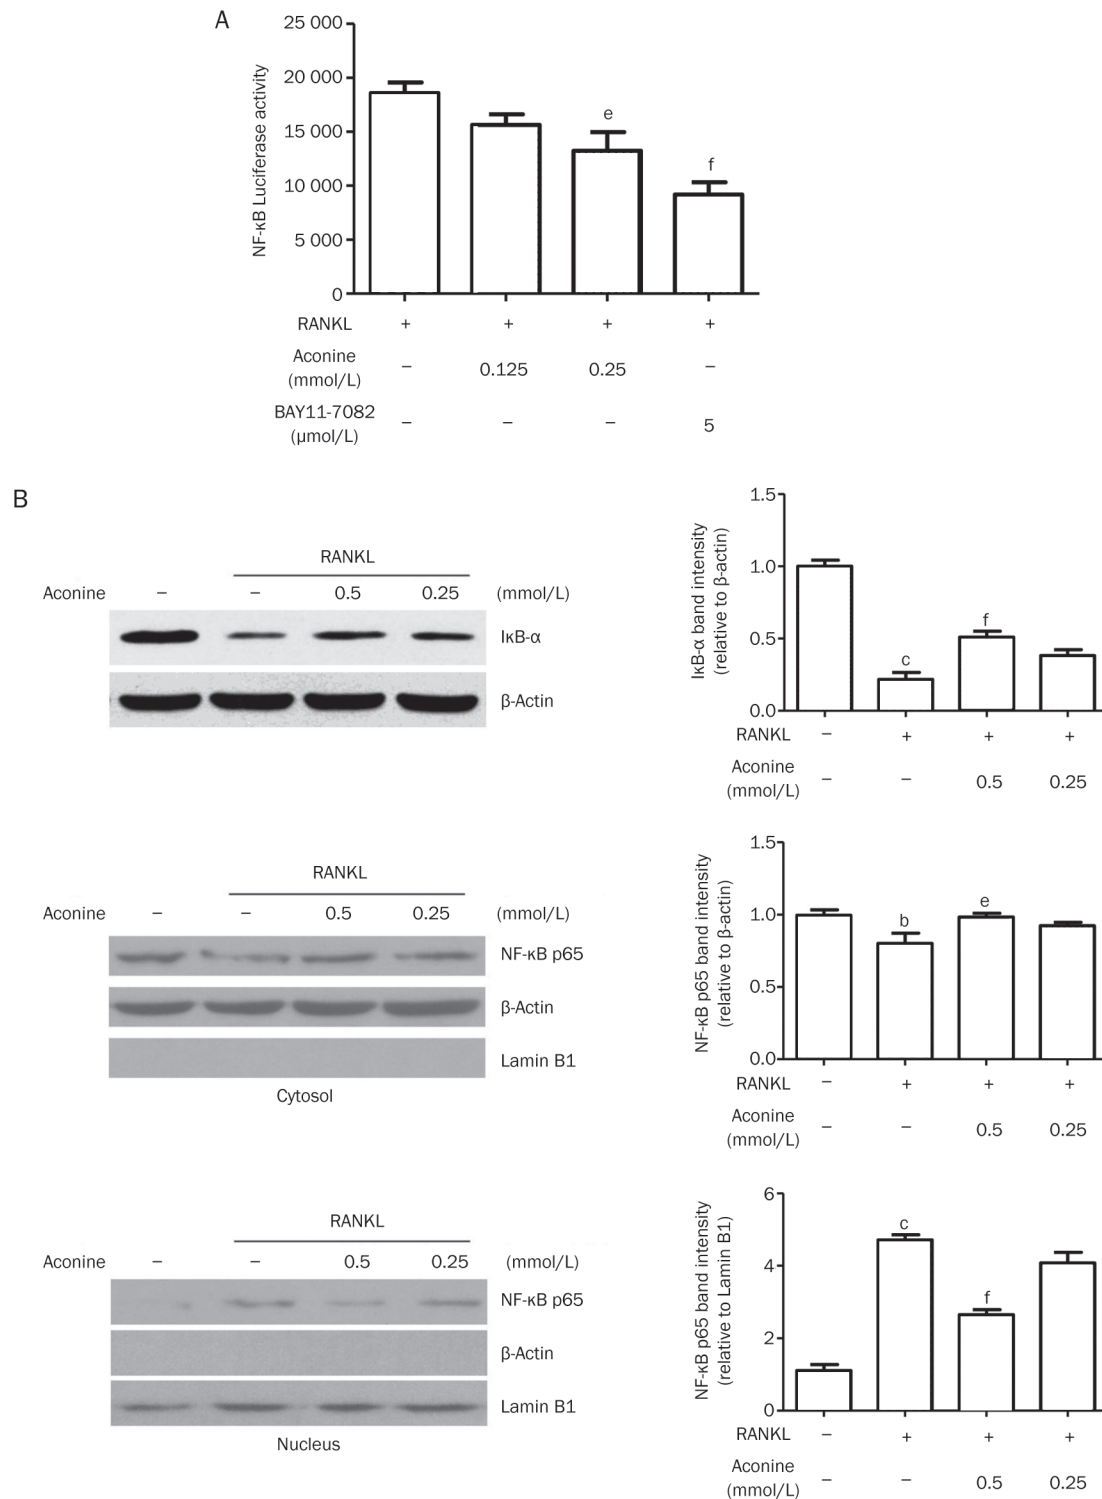 A
NF-κB Luciferase activity
25 000
20 000
15 000
10 000
5 000
0
e
f
RANKL + + + +
Aconine
(mmol/L) – 0.125 0.25 –
BAY11-7082
(μmol/L) – – – 5
B
RANKL
Aconine – – 0.5 0.25 (mmol/L)
IκB-α
β-Actin
IκB-α band intensity
(relative to β-actin)
1.5
1.0
0.5
0.0
c
f
RANKL – + + +
Aconine
(mmol/L) – – 0.5 0.25
RANKL
Aconine – – 0.5 0.25 (mmol/L)
NF-κB p65
β-Actin
Lamin B1
Cytosol
NF-κB p65 band intensity
(relative to β-actin)
1.5
1.0
0.5
0.0
b
e
RANKL – + + +
Aconine
(mmol/L) – – 0.5 0.25
RANKL
Aconine – – 0.5 0.25 (mmol/L)
NF-κB p65
β-Actin
Lamin B1
Nucleus
NF-κB p65 band intensity
(relative to Lamin B1)
6
4
2
0
c
f
RANKL – + + +
Aconine
(mmol/L) – – 0.5 0.25